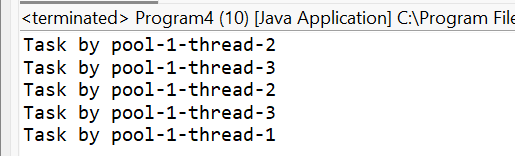 <terminated> Program4 (10) [Java Application] C:\Program File
Task by pool-1-thread-2
Task by pool-1-thread-3
Task by pool-1-thread-2
Task by pool-1-thread-3
Task by pool-1-thread-1